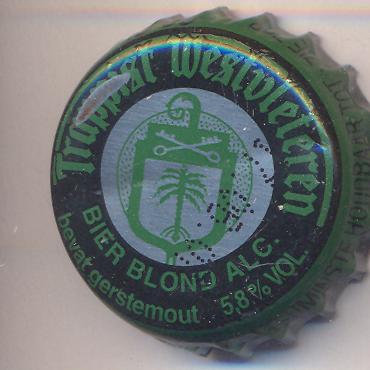 Trappist Westvleteren
BIER BLOND ALC.
bevat gerstemout 5.8%VOL.